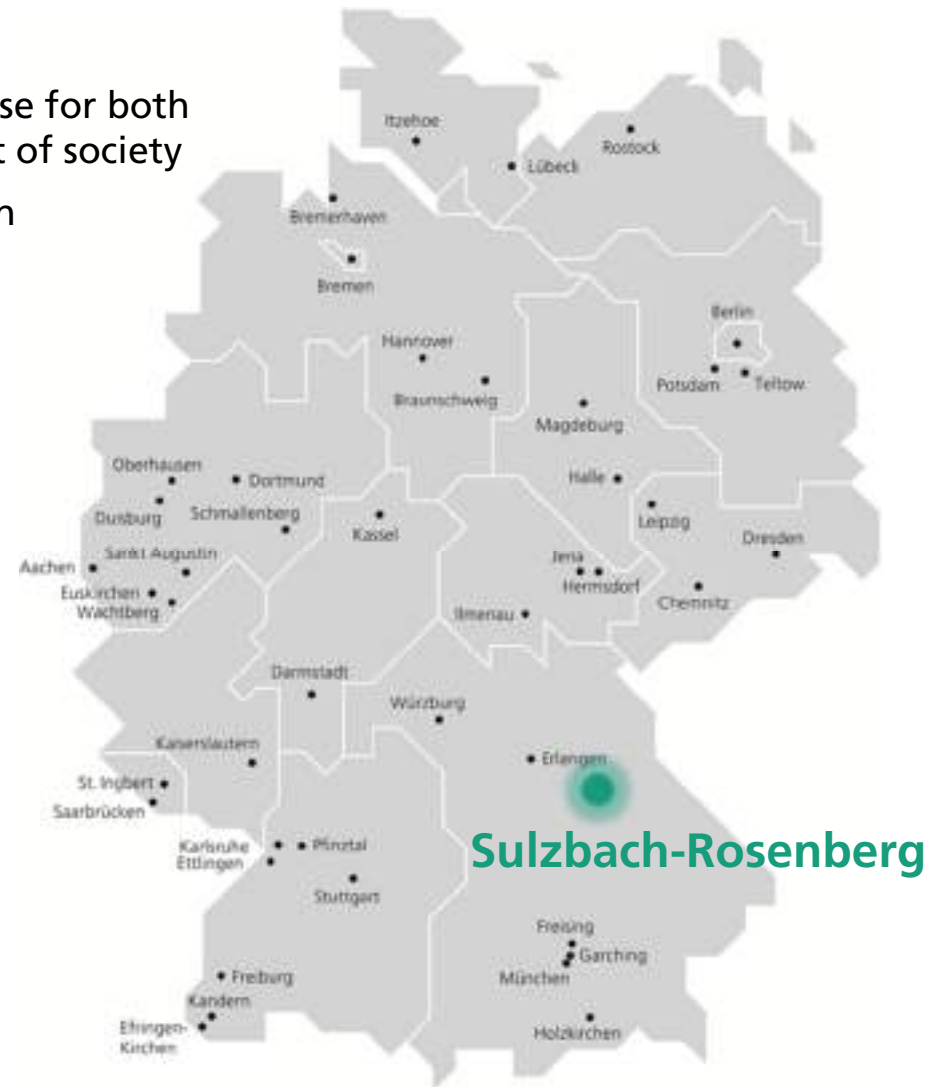 se for both
t of society
n
Itzehoe
Rostock
Lübeck
Bremerhaven
Bremen
Berlin
Hannover
Potsdam
Teltow
Braunschweig
Magdeburg
Oberhausen
Dortmund
Halle
Duisburg
Schmallenberg
Leipzig
Kassel
Dresden
Sankt Augustin
Jena
Aachen
Hermsdorf
Euskirchen
Chemnitz
Wachtberg
Ilmenau
Darmstadt
Würzburg
Kaiserslautern
Erlangen
St. Ingbert
Saarbrücken
Karlsruhe
Pfinztal
Sulzbach-Rosenberg
Ettlingen
Stuttgart
Freising
Garching
Freiburg
München
Kandern
Efringen-
Kirchen
Holzkirchen